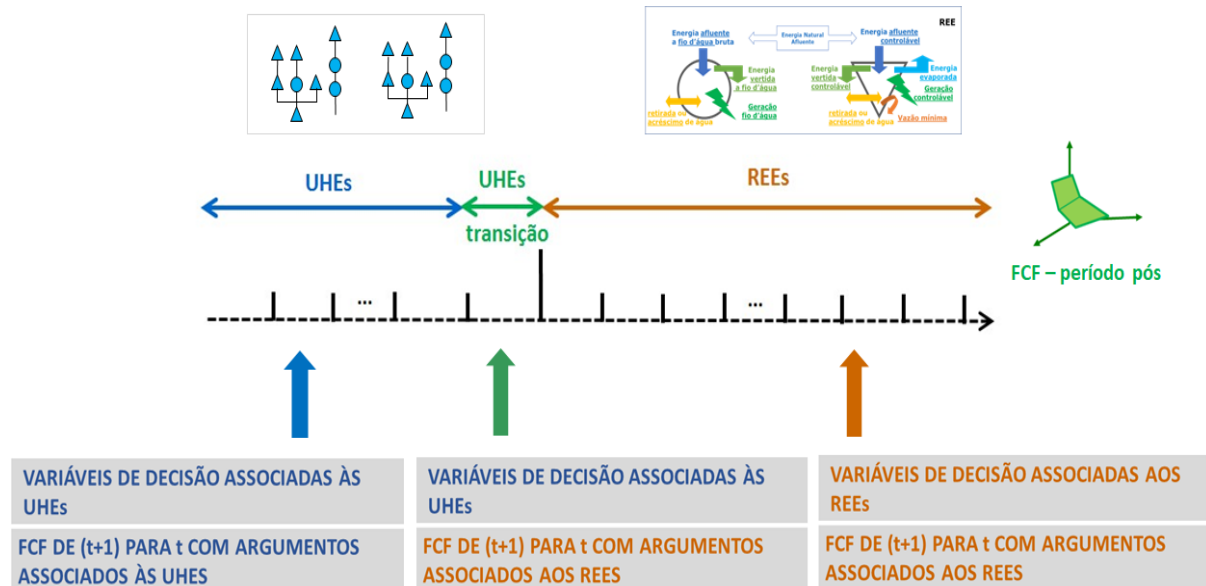 REE
Energia afluente
a fio d'água bruta
Energia Natural
Afluente
Energia afluente
controlável
Energia
vertida
a fio d'água
Geração
fio d'água
retirada ou
acréscimo de água
Energia
vertida
controlável
Energia
evaporada
Geração
controlável
retirada ou
acréscimo de água
Vazão mínima
UHEs
UHEs
transição
REEs
FCF – período pós
...
...
VARIÁVEIS DE DECISÃO ASSOCIADAS ÀS
UHEs
FCF DE (t+1) PARA t COM ARGUMENTOS
ASSOCIADOS ÀS UHES
VARIÁVEIS DE DECISÃO ASSOCIADAS ÀS
UHEs
FCF DE (t+1) PARA t COM ARGUMENTOS
ASSOCIADOS AOS REES
VARIÁVEIS DE DECISÃO ASSOCIADAS AOS
REEs
FCF DE (t+1) PARA t COM ARGUMENTOS
ASSOCIADOS AOS REES